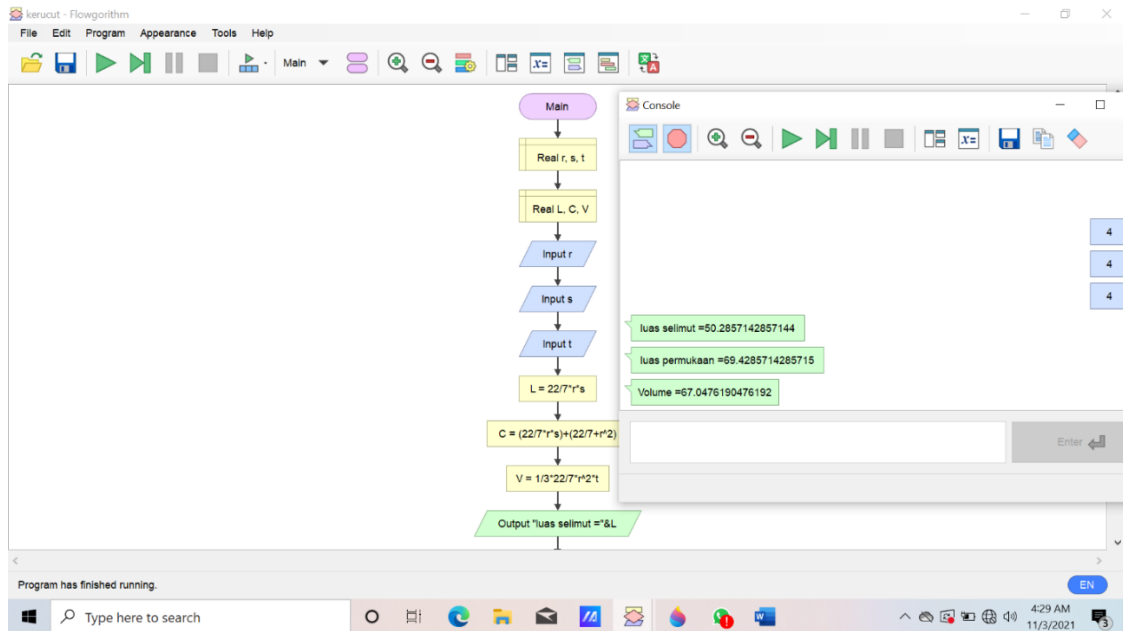 kerucut - Flowgorithm
File Edit Program Appearance Tools Help
Main
Main
Real r, s, t
Real L, C, V
Input r
Input s
Input t
L = 22/7*r*s
C = (22/7*r*s)+(22/7+r^2)
V = 1/3*22/7*r^2*t
Output "luas selimut ="&L
Console
4
4
4
luas selimut =50.2857142857144
luas permukaan =69.4285714285715
Volume =67.0476190476192
Enter
Program has finished running.
EN
Type here to search
4:29 AM
11/3/2021
3